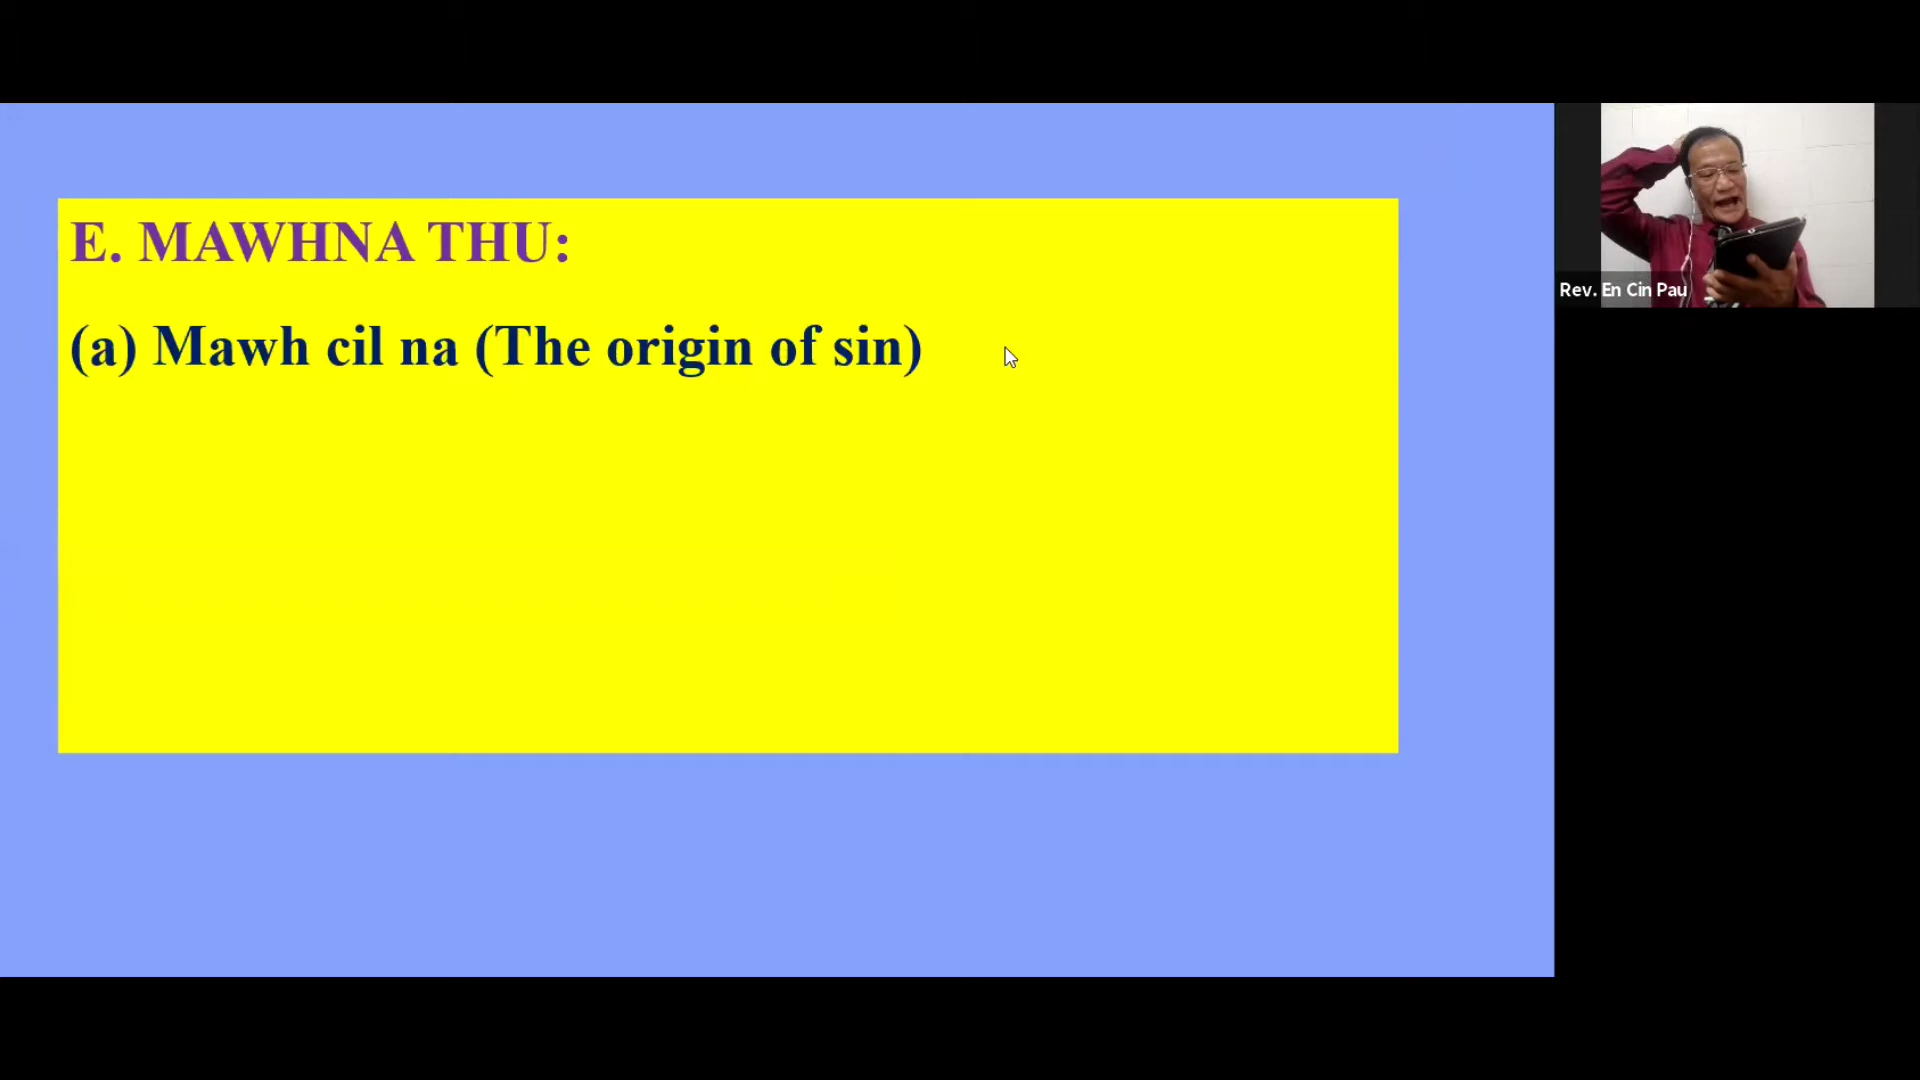 E. MAWHNA THU:
(a) Mawh cil na (The origin of sin)
Rev. En Cin Pau